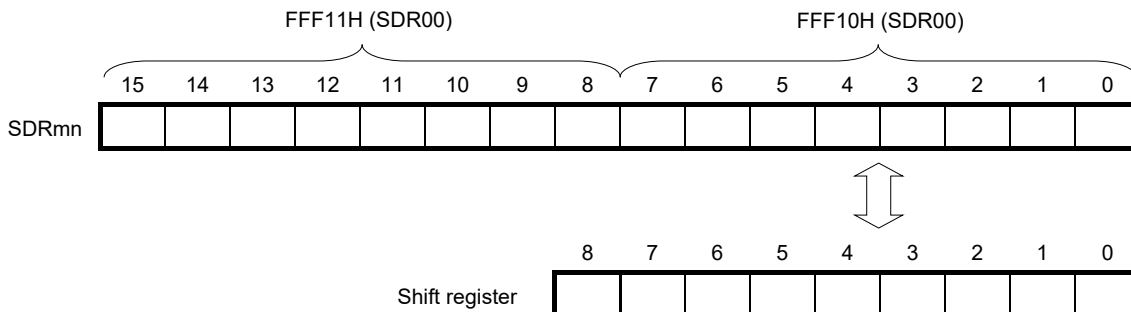 FFF11H (SDR00) FFF10H (SDR00)
15 14 13 12 11 10 9 8 7 6 5 4 3 2 1 0
SDRmn
8 7 6 5 4 3 2 1 0
Shift register